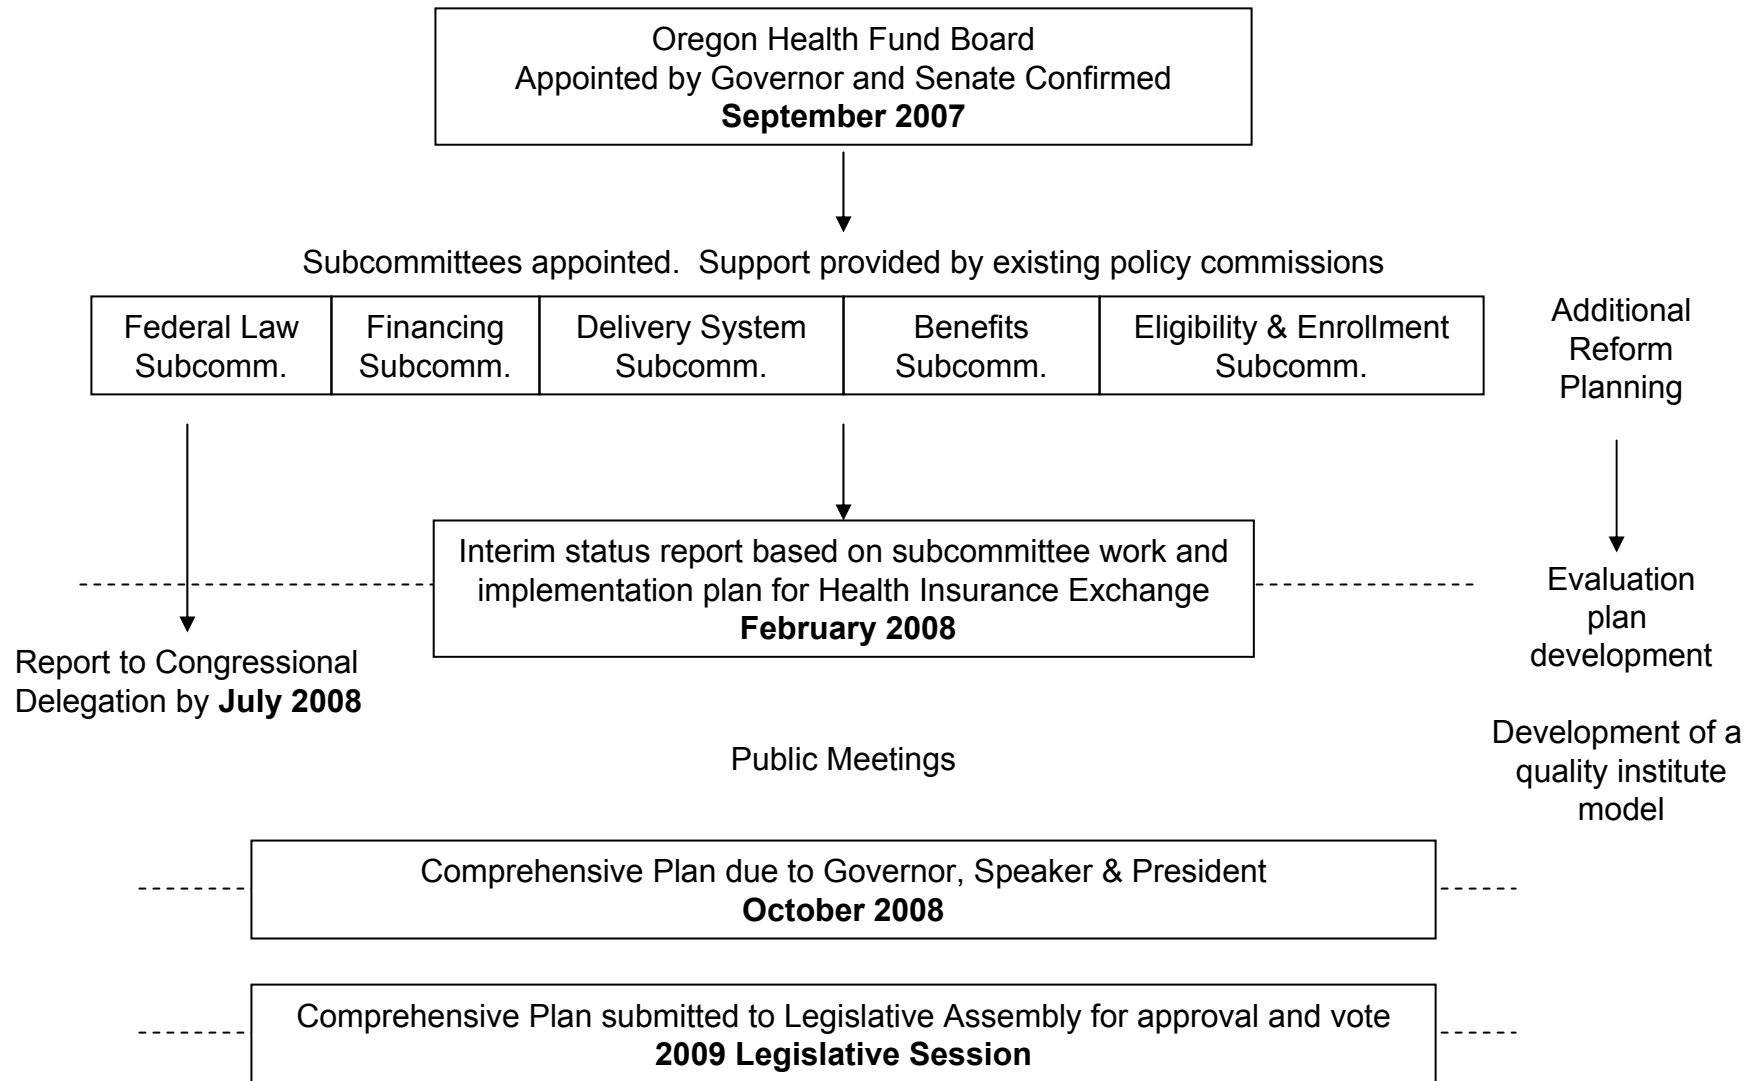 Oregon Health Fund Board
Appointed by Governor and Senate Confirmed
September 2007
Subcommittees appointed.  Support provided by existing policy commissions
Federal Law
Subcomm.
Financing
Subcomm.
Delivery System
Subcomm.
Benefits
Subcomm.
Eligibility & Enrollment
Subcomm.
Additional
Reform
Planning
Interim status report based on subcommittee work and
implementation plan for Health Insurance Exchange
February 2008
Evaluation
plan
development
Report to Congressional
Delegation by July 2008
Public Meetings
Development of a
quality institute
model
Comprehensive Plan due to Governor, Speaker & President
October 2008
Comprehensive Plan submitted to Legislative Assembly for approval and vote
2009 Legislative Session